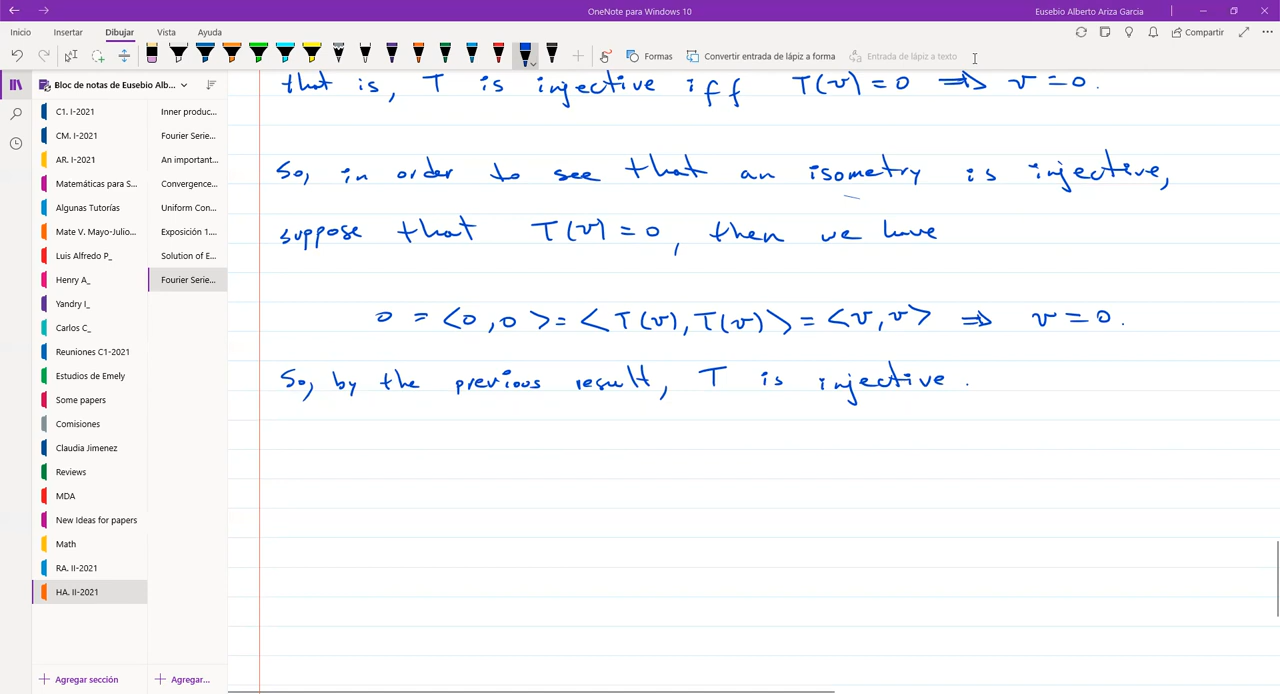 OneNote para Windows 10
Eusebio Alberto Ariza Garcia
Inicio
Insertar
Dibujar
Vista
Ayuda
Compartir
Formas
Convertir entrada de lápiz a forma
Entrada de lápiz a texto
Bloc de notas de Eusebio Alb...
C1. I-2021
CM. I-2021
AR. I-2021
Matemáticas para S...
Algunas Tutorías
Mate V. Mayo-Julio...
Luis Alfredo P_
Henry A_
Yandry I_
Carlos C_
Reuniones C1-2021
Estudios de Emely
Some papers
Comisiones
Claudia Jimenez
Reviews
MDA
New Ideas for papers
Math
RA. II-2021
HA. II-2021
Agregar sección
Inner produc...
Fourier Serie...
An important...
Convergence...
Uniform Con...
Exposición 1...
Solution of E...
Fourier Serie...
Agregar...
that is, T is injective iff T(v) = 0 ⇒ v = 0.
So, in order to see that an isometry is injective,
suppose that T(v) = 0, then we have
0 = <0,0> = <T(v), T(v)> = <v,v> ⇒ v = 0.
So, by the previous result, T is injective.